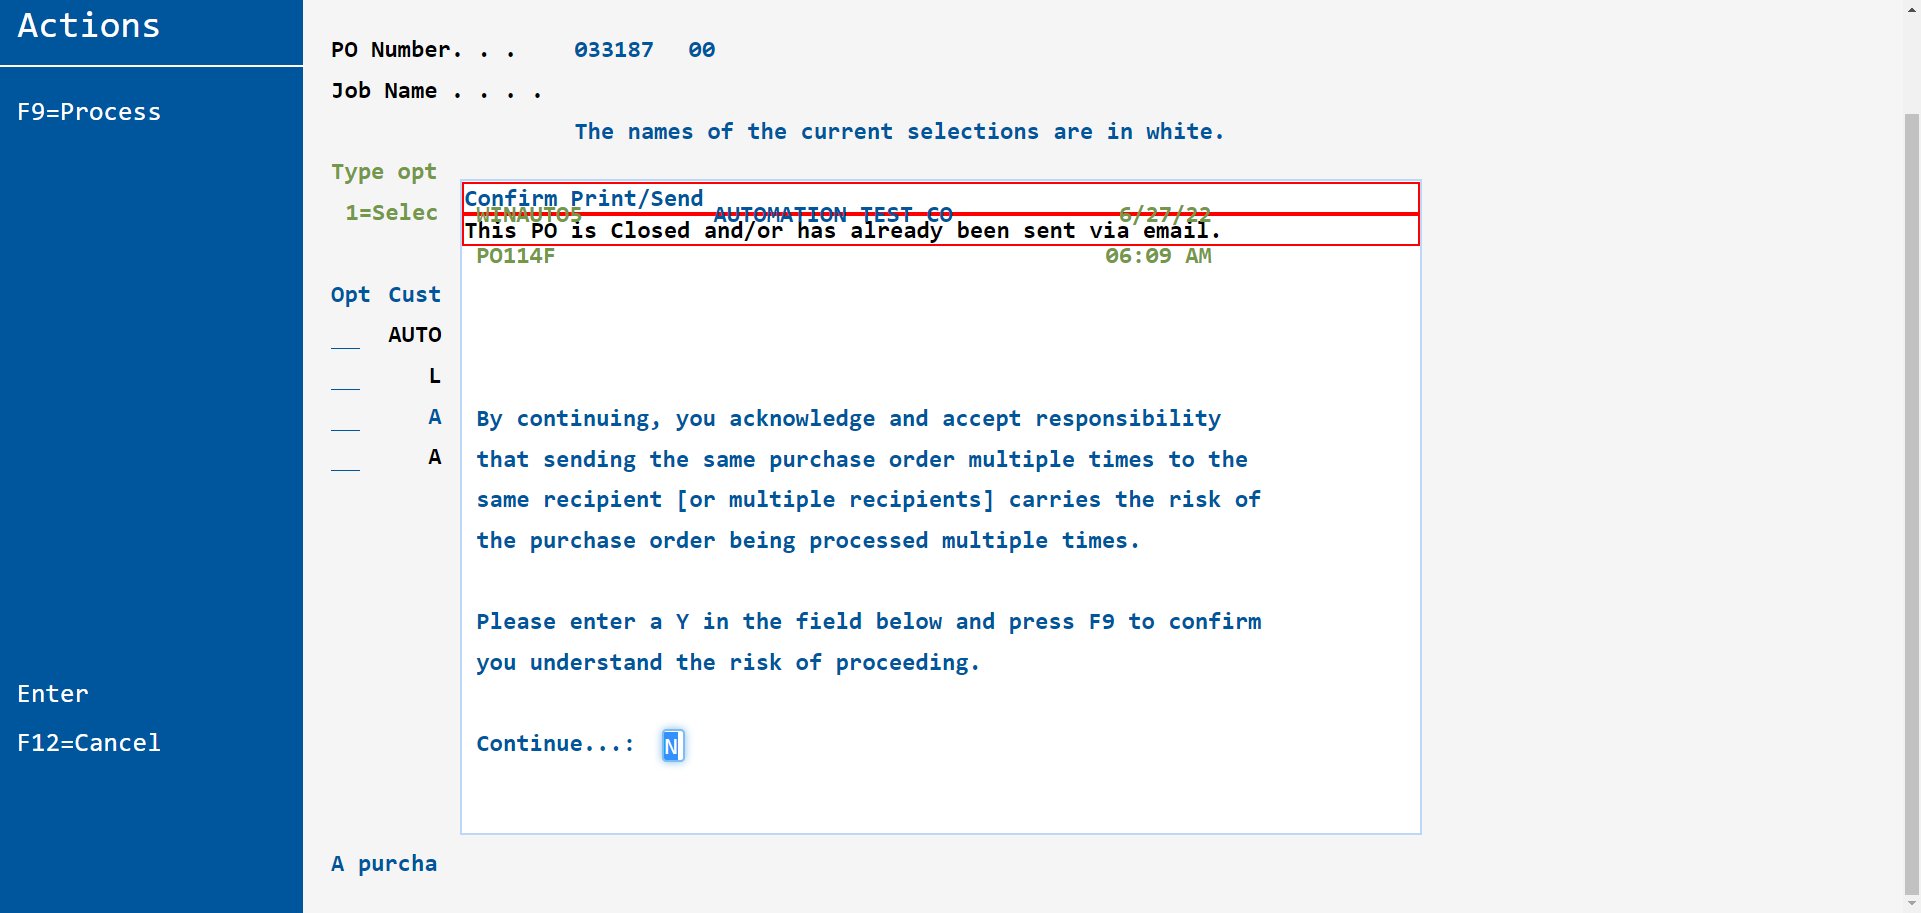 Actions
F9=Process
Enter
F12=Cancel
PO Number. . . 033187 00
Job Name . . . .
The names of the current selections are in white.
Type opt
1=Selec
Opt Cust
AUTO
L
A
A
A purcha
Confirm Print/Send
WINAUTO5 AUTOMATION TEST CO 6/27/22
This PO is Closed and/or has already been sent via email.
PO114F 06:09 AM
By continuing, you acknowledge and accept responsibility
that sending the same purchase order multiple times to the
same recipient [or multiple recipients] carries the risk of
the purchase order being processed multiple times.
Please enter a Y in the field below and press F9 to confirm
you understand the risk of proceeding.
Continue...: N